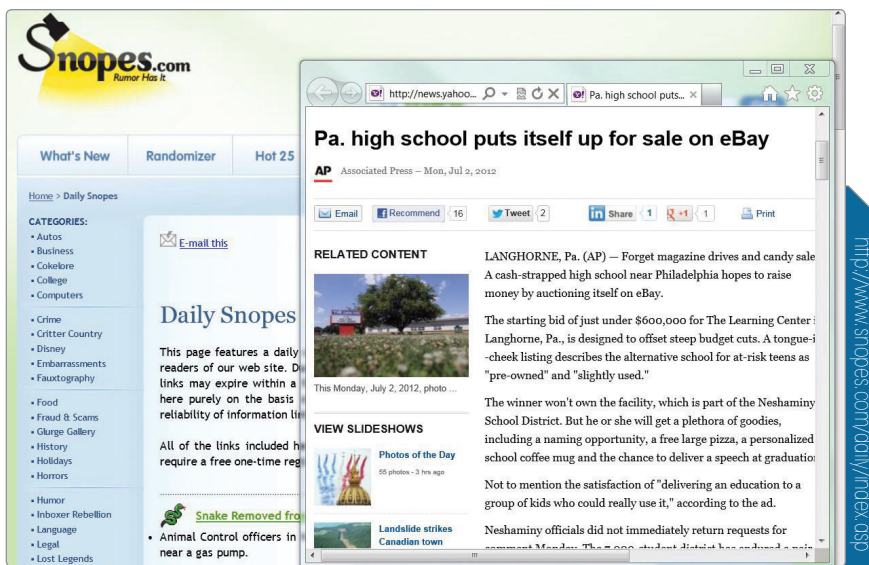 Snopes.com
Rumor Has It
What's New
Randomizer
Hot 25
Home > Daily Snopes
CATEGORIES:
• Autos
• Business
• Cokelore
• College
• Computers
• Crime
• Critter Country
• Disney
• Embarrassments
• Fauxtography
• Food
• Fraud & Scams
• Glurge Gallery
• History
• Holidays
• Horrors
• Humor
• Inboxer Rebellion
• Language
• Legal
• Lost Legends
E-mail this
Daily Snopes
This page features a daily
readers of our web site. D
links may expire within a
here purely on the basis
reliability of information lin
All of the links included h
require a free one-time reg
Snake Removed fro
• Animal Control officers in
near a gas pump.
http://news.yahoo...
Pa. high school puts...
Pa. high school puts itself up for sale on eBay
AP Associated Press – Mon, Jul 2, 2012
Email
Recommend 16
Tweet 2
Share 1
+1 1
Print
RELATED CONTENT
This Monday, July 2, 2012, photo ...
VIEW SLIDESHOWS
Photos of the Day
55 photos - 3 hrs ago
Landslide strikes
Canadian town
LANGHORNE, Pa. (AP) — Forget magazine drives and candy sale
A cash-strapped high school near Philadelphia hopes to raise
money by auctioning itself on eBay.
The starting bid of just under $600,000 for The Learning Center i
Langhorne, Pa., is designed to offset steep budget cuts. A tongue-i
-cheek listing describes the alternative school for at-risk teens as
"pre-owned" and "slightly used."
The winner won't own the facility, which is part of the Neshaminy
School District. But he or she will get a plethora of goodies,
including a naming opportunity, a free large pizza, a personalized
school coffee mug and the chance to deliver a speech at graduation
Not to mention the satisfaction of "delivering an education to a
group of kids who could really use it," according to the ad.
Neshaminy officials did not immediately return requests for
comment Monday. The 7,000-student district has endured a pair
http://www.snopes.com/daily/index.asp